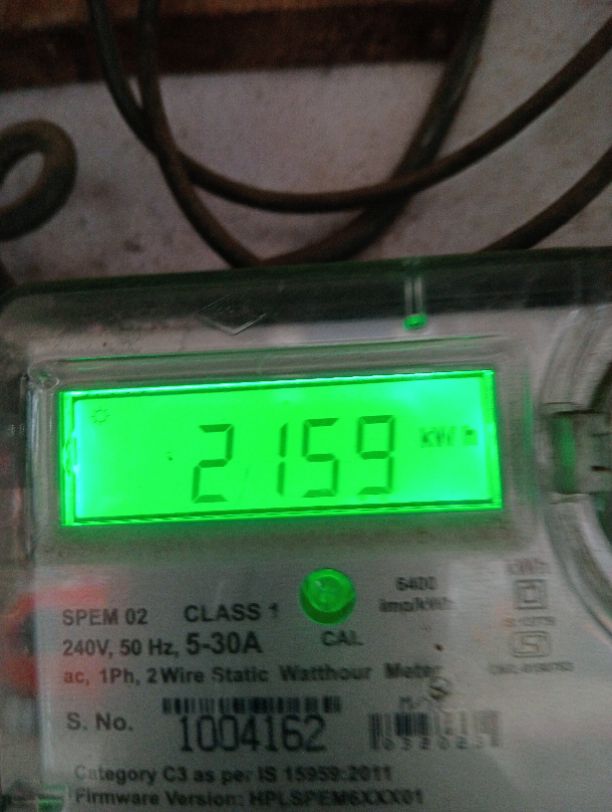 2159 kWh
6400
imp/kWh
SPEM 02 CLASS 1
CAL
240V, 50 Hz, 5-30A
ac, 1Ph, 2 Wire Static Watthour Meter
S. No. 1004162
Category C3 as per IS 15959:2011
Firmware Version: HPLSPEM6XXX01